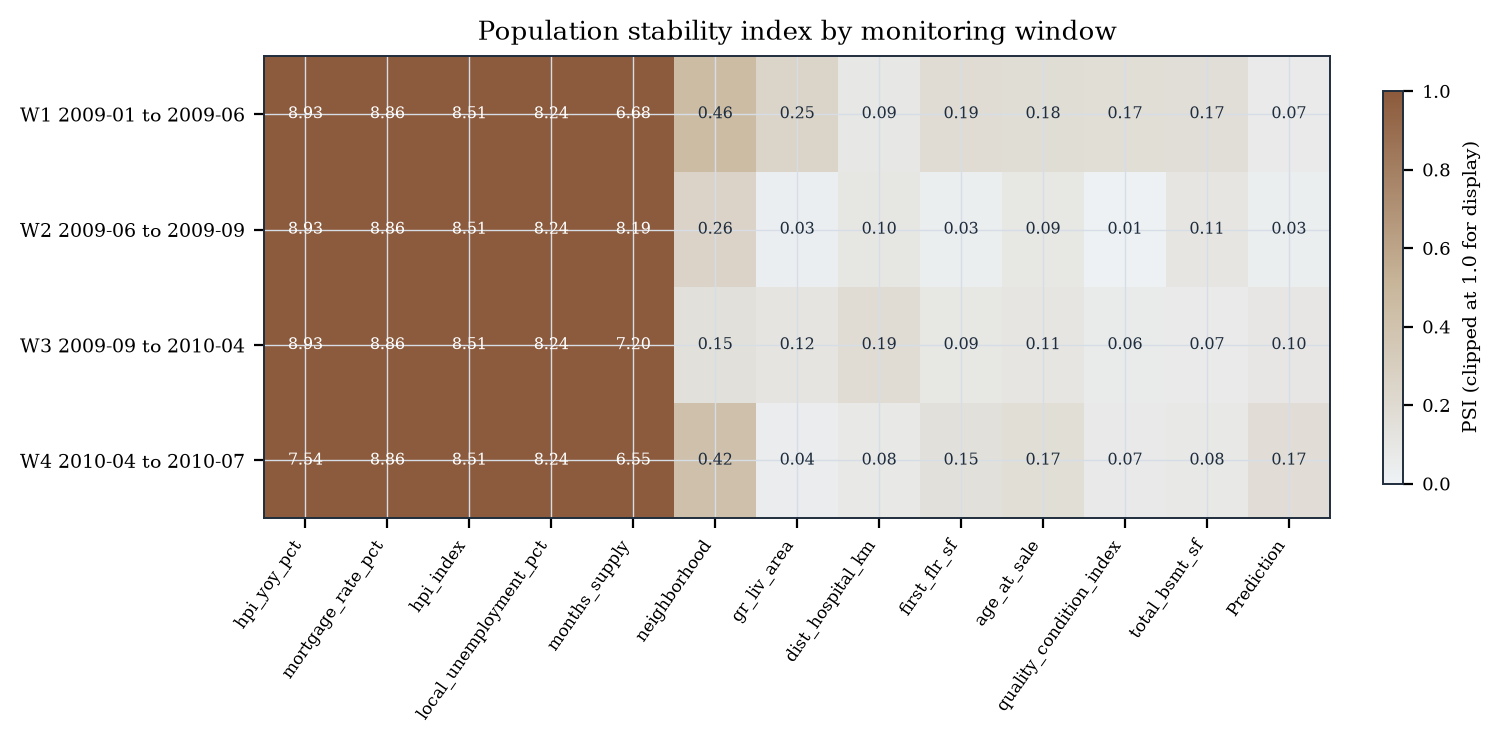 Population stability index by monitoring window
W1 2009-01 to 2009-06 8.93 8.86 8.51 8.24 6.68 0.46 0.25 0.09 0.19 0.18 0.17 0.17 0.07
W2 2009-06 to 2009-09 8.93 8.86 8.51 8.24 8.19 0.26 0.03 0.10 0.03 0.09 0.01 0.11 0.03
W3 2009-09 to 2010-04 8.93 8.86 8.51 8.24 7.20 0.15 0.12 0.19 0.09 0.11 0.06 0.07 0.10
W4 2010-04 to 2010-07 7.54 8.86 8.51 8.24 6.55 0.42 0.04 0.08 0.15 0.17 0.07 0.08 0.17
hpi_yoy_pct
mortgage_rate_pct
hpi_index
local_unemployment_pct
months_supply
neighborhood
gr_liv_area
dist_hospital_km
first_flr_sf
age_at_sale
quality_condition_index
total_bsmt_sf
Prediction
1.0
0.8
0.6
0.4
0.2
0.0
PSI (clipped at 1.0 for display)